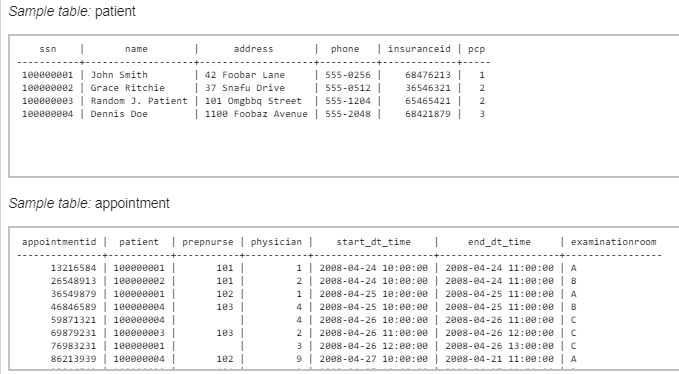 Sample table: patient
ssn | name | address | phone | insuranceid | pcp
-----------+-------------------+--------------------+----------+-------------+-----
100000001 | John Smith | 42 Foobar Lane | 555-0256 | 68476213 | 1
100000002 | Grace Ritchie | 37 Snafu Drive | 555-0512 | 36546321 | 2
100000003 | Random J. Patient | 101 Omgbbq Street | 555-1204 | 65465421 | 2
100000004 | Dennis Doe | 1100 Foobaz Avenue | 555-2048 | 68421879 | 3
Sample table: appointment
appointmentid | patient | prepnurse | physician | start_dt_time | end_dt_time | examinationroom
---------------+-----------+-----------+-----------+---------------------+---------------------+-----------------
13216584 | 100000001 | 101 | 1 | 2008-04-24 10:00:00 | 2008-04-24 11:00:00 | A
26548913 | 100000002 | 101 | 2 | 2008-04-24 10:00:00 | 2008-04-24 11:00:00 | B
36549879 | 100000001 | 102 | 1 | 2008-04-25 10:00:00 | 2008-04-25 11:00:00 | A
46846589 | 100000004 | 103 | 4 | 2008-04-25 10:00:00 | 2008-04-25 11:00:00 | B
59871321 | 100000004 | | 4 | 2008-04-26 10:00:00 | 2008-04-26 11:00:00 | C
69879231 | 100000003 | 103 | 2 | 2008-04-26 11:00:00 | 2008-04-26 12:00:00 | C
76983231 | 100000001 | | 3 | 2008-04-26 12:00:00 | 2008-04-26 13:00:00 | C
86213939 | 100000004 | 102 | 9 | 2008-04-27 10:00:00 | 2008-04-21 11:00:00 | A